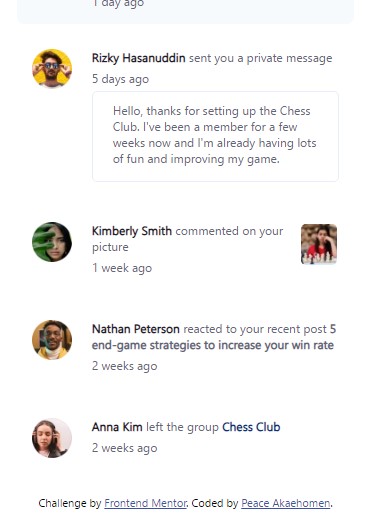 1 day ago
Rizky Hasanuddin sent you a private message
5 days ago
Hello, thanks for setting up the Chess
Club. I've been a member for a few
weeks now and I'm already having lots
of fun and improving my game.
Kimberly Smith commented on your
picture
1 week ago
Nathan Peterson reacted to your recent post 5
end-game strategies to increase your win rate
2 weeks ago
Anna Kim left the group Chess Club
2 weeks ago
Challenge by Frontend Mentor. Coded by Peace Akaehomen.